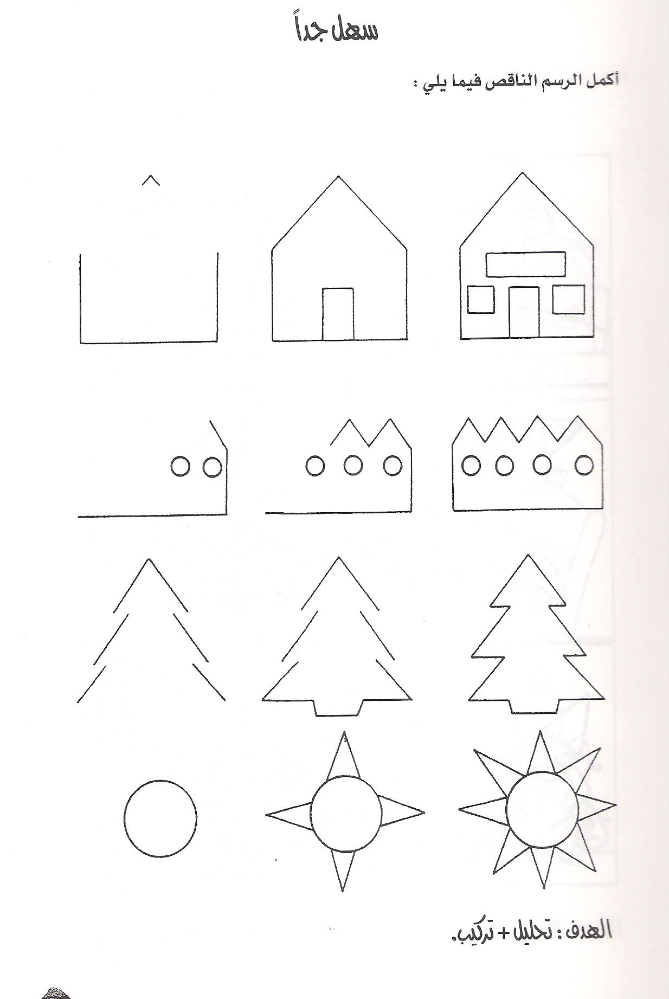 سهل جداً
أكمل الرسم الناقص فيما يلي :
الهدف : تحليل + تركيب.